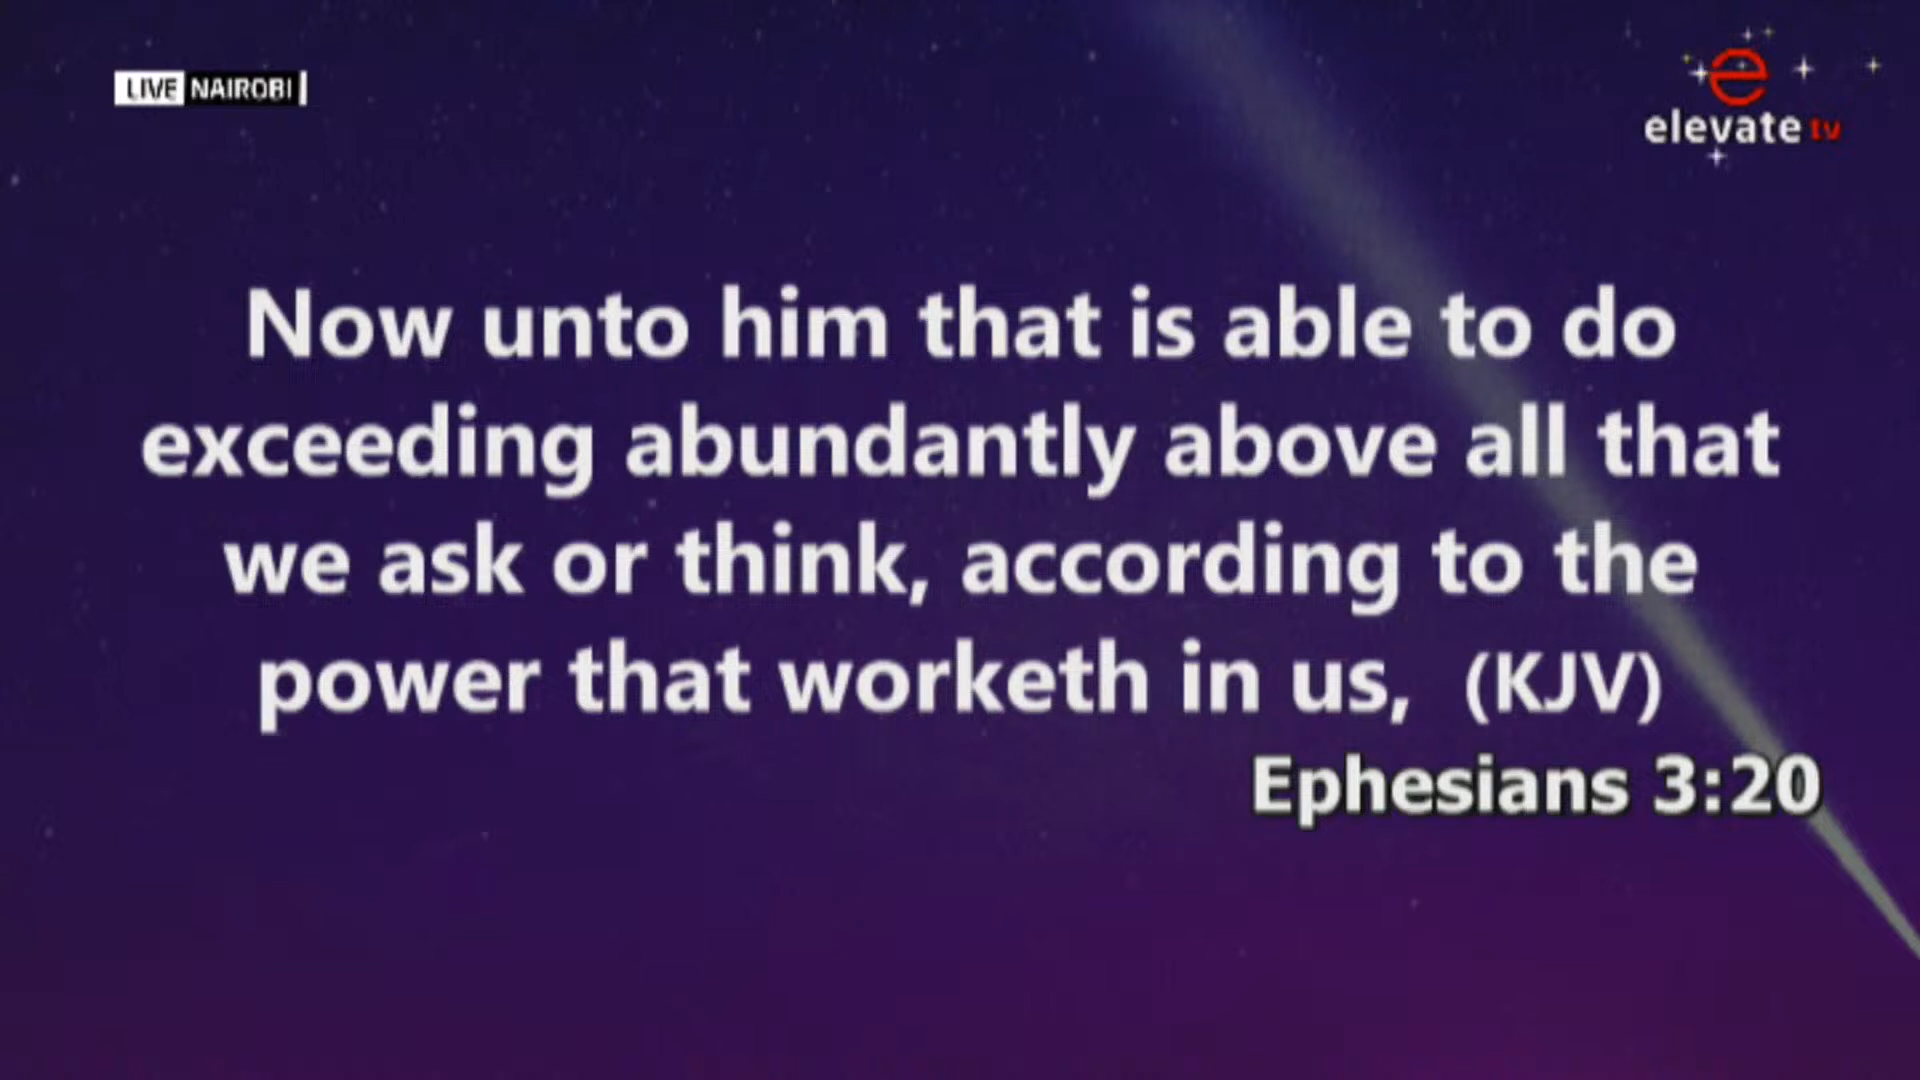 LIVE NAIROBI
e
elevate tv
Now unto him that is able to do
exceeding abundantly above all that
we ask or think, according to the
power that worketh in us, (KJV)
Ephesians 3:20